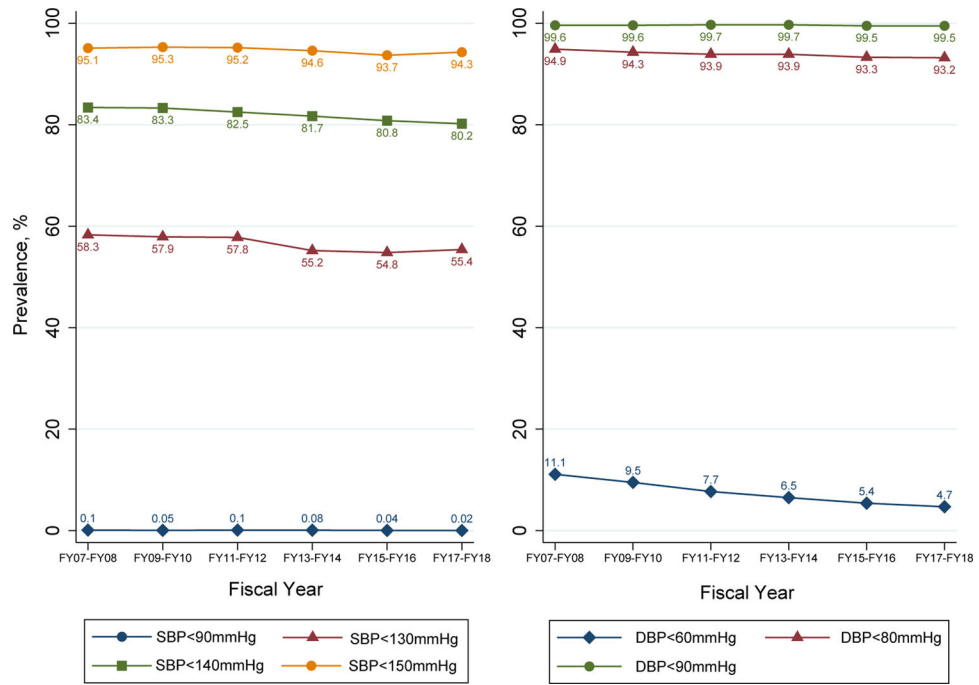 Prevalence, %
100
80
60
40
20
0
95.1 95.3 95.2 94.6 93.7 94.3
83.4 83.3 82.5 81.7 80.8 80.2
58.3 57.9 57.8 55.2 54.8 55.4
0.1 0.05 0.1 0.08 0.04 0.02
FY07-FY08 FY09-FY10 FY11-FY12 FY13-FY14 FY15-FY16 FY17-FY18
Fiscal Year
SBP<90mmHg SBP<130mmHg
SBP<140mmHg SBP<150mmHg
100
80
60
40
20
0
99.6 99.6 99.7 99.7 99.5 99.5
94.9 94.3 93.9 93.9 93.3 93.2
11.1 9.5 7.7 6.5 5.4 4.7
FY07-FY08 FY09-FY10 FY11-FY12 FY13-FY14 FY15-FY16 FY17-FY18
Fiscal Year
DBP<60mmHg DBP<80mmHg
DBP<90mmHg